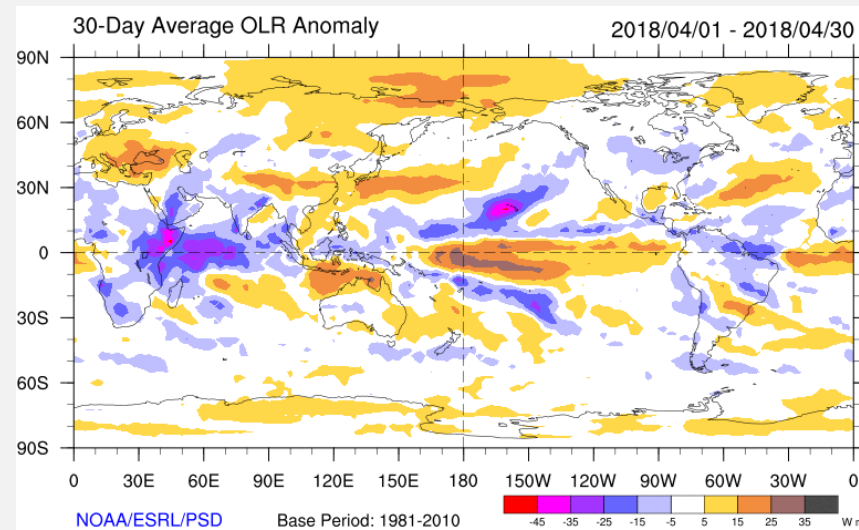 30-Day Average OLR Anomaly 2018/04/01 - 2018/04/30
90N
60N
30N
0
30S
60S
90S
0 30E 60E 90E 120E 150E 180 150W 120W 90W 60W 30W 0
NOAA/ESRL/PSD Base Period: 1981-2010
-45 -35 -25 -15 -5 5 15 35 W